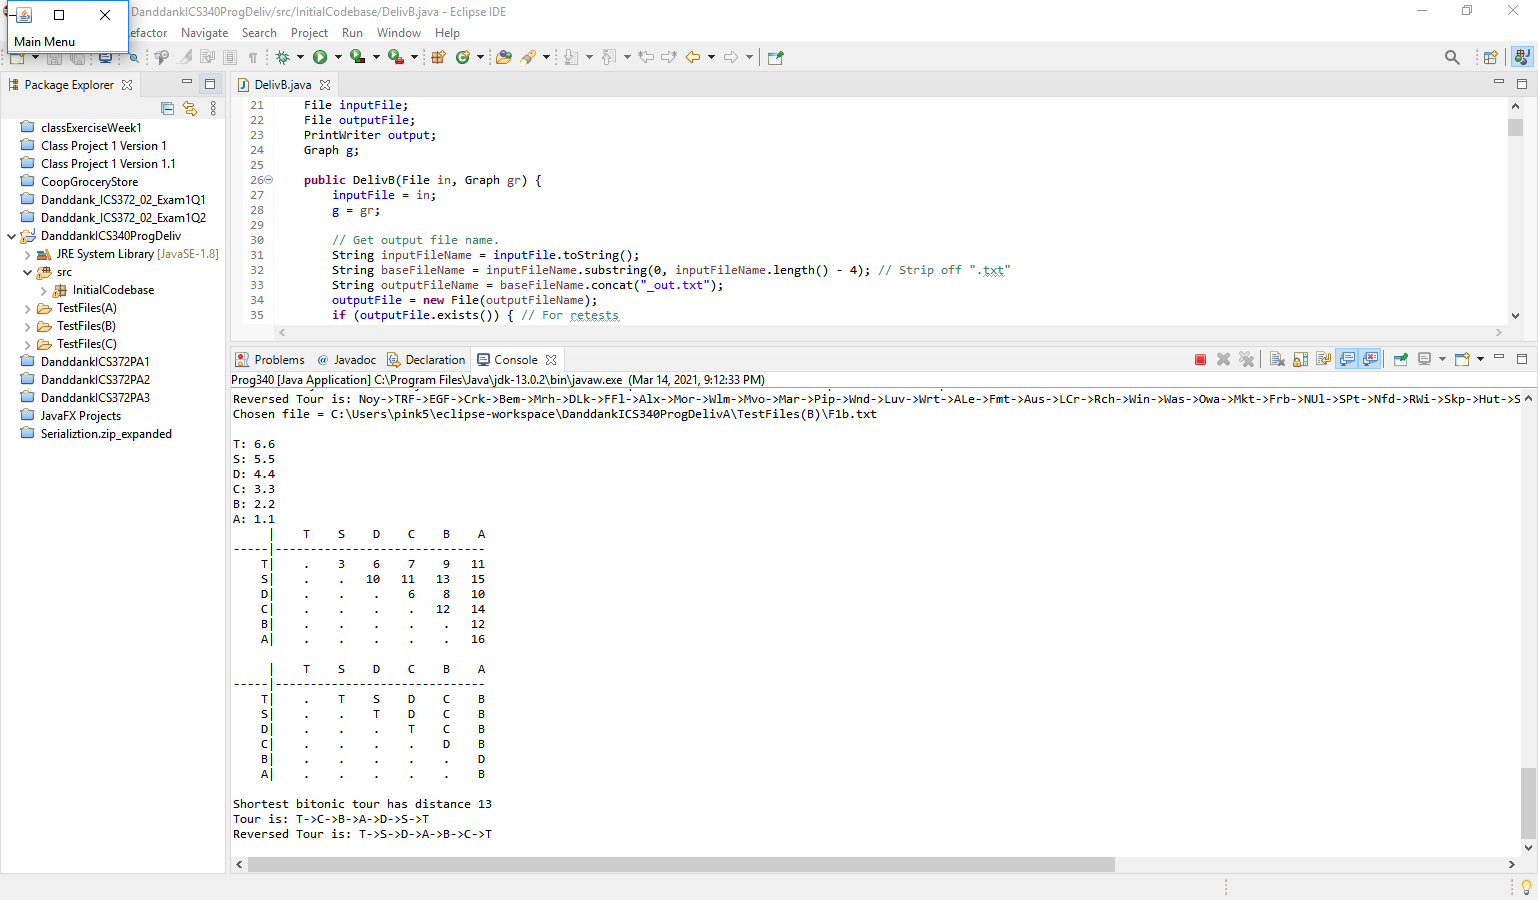 DanddankICS340ProgDeliv/src/InitialCodebase/DelivB.java - Eclipse IDE
Main Menu
efactor Navigate Search Project Run Window Help
Package Explorer
classExerciseWeek1
Class Project 1 Version 1
Class Project 1 Version 1.1
CoopGroceryStore
Danddank_ICS372_02_Exam1Q1
Danddank_ICS372_02_Exam1Q2
DanddankICS340ProgDeliv
JRE System Library [JavaSE-1.8]
src
InitialCodebase
TestFiles(A)
TestFiles(B)
TestFiles(C)
DanddankICS372PA1
DanddankICS372PA2
DanddankICS372PA3
JavaFX Projects
Serializtion.zip_expanded
DelivB.java
21 File inputFile;
22 File outputFile;
23 PrintWriter output;
24 Graph g;
25
26 public DelivB(File in, Graph gr) {
27 inputFile = in;
28 g = gr;
29
30 // Get output file name.
31 String inputFileName = inputFile.toString();
32 String baseFileName = inputFileName.substring(0, inputFileName.length() - 4); // Strip off ".txt"
33 String outputFileName = baseFileName.concat("_out.txt");
34 outputFile = new File(outputFileName);
35 if (outputFile.exists()) { // For retests
Problems @ Javadoc Declaration Console
Prog340 [Java Application] C:\Program Files\Java\jdk-13.0.2\bin\javaw.exe (Mar 14, 2021, 9:12:33 PM)
Reversed Tour is: Noy->TRF->EGF->Crk->Bem->Mrh->DLk->FFl->Alx->Mor->Wlm->Mvo->Mar->Pip->Wnd->Luv->Wrt->ALe->Fmt->Aus->LCr->Rch->Win->Was->Owa->Mkt->Frb->NUl->SPt->Nfd->RWi->Skp->Hut->S
Chosen file = C:\Users\pink5\eclipse-workspace\DanddankICS340ProgDelivA\TestFiles(B)\F1b.txt
T: 6.6
S: 5.5
D: 4.4
C: 3.3
B: 2.2
A: 1.1
| T S D C B A
-----|------------------------------
T| . 3 6 7 9 11
S| . . 10 11 13 15
D| . . . 6 8 10
C| . . . . 12 14
B| . . . . . 12
A| . . . . . 16
| T S D C B A
-----|------------------------------
T| . T S D C B
S| . . T D C B
D| . . . T C B
C| . . . . D B
B| . . . . . D
A| . . . . . B
Shortest bitonic tour has distance 13
Tour is: T->C->B->A->D->S->T
Reversed Tour is: T->S->D->A->B->C->T